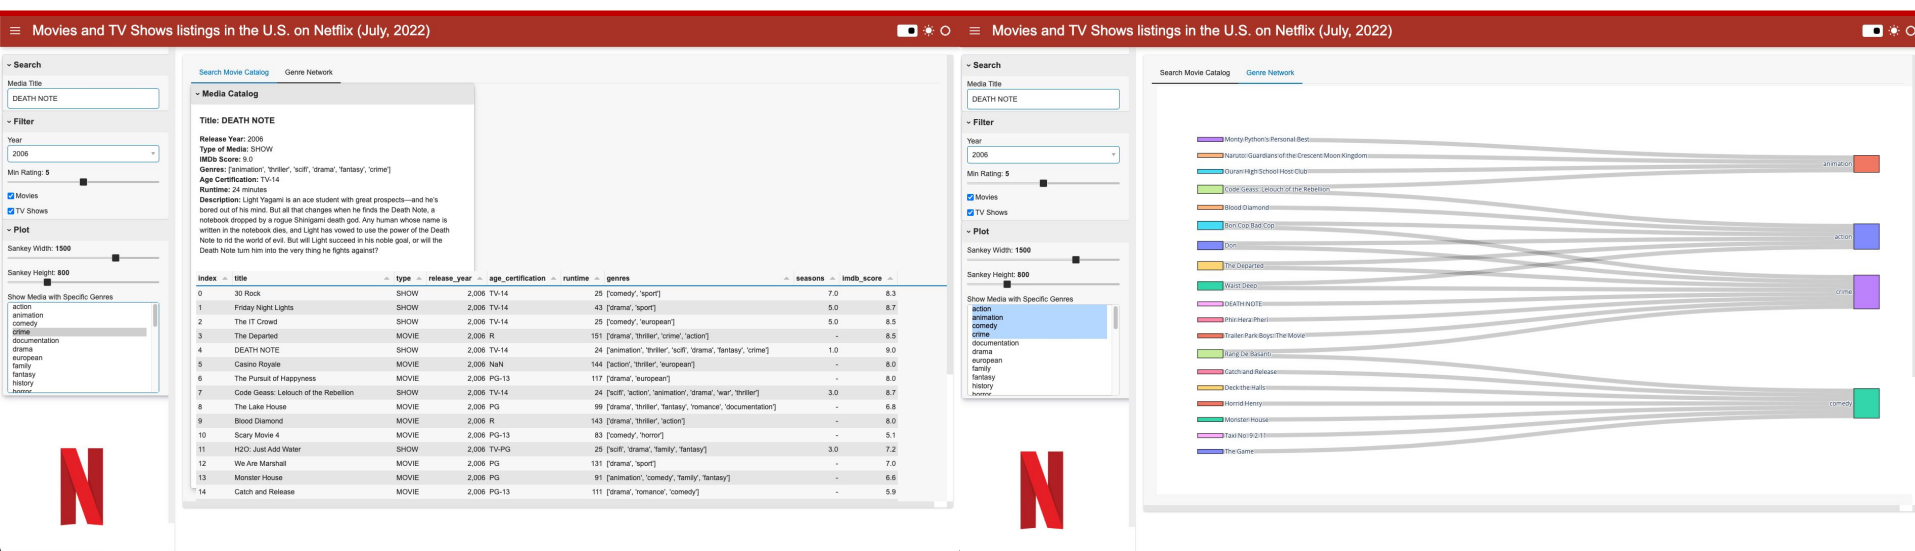 Movies and TV Shows listings in the U.S. on Netflix (July, 2022)
Search
Media Title
DEATH NOTE
Filter
Year
2006
Min Rating: 5
Movies
TV Shows
Plot
Sankey Width: 1500
Sankey Height: 800
Show Media with Specific Genres
action
animation
comedy
crime
documentation
drama
european
family
fantasy
history
horror
Search Movie Catalog Genre Network
Media Catalog
Title: DEATH NOTE
Release Year: 2006
Type of Media: SHOW
IMDb Score: 9.0
Genres: ['animation', 'thriller', 'scifi', 'drama', 'fantasy', 'crime']
Age Certification: TV-14
Runtime: 24 minutes
Description: Light Yagami is an ace student with great prospects—and he's
bored out of his mind. But all that changes when he finds the Death Note, a
notebook dropped by a rogue Shinigami death god. Any human whose name is
written in the notebook dies, and Light has vowed to use the power of the Death
Note to rid the world of evil. But will Light succeed in his noble goal, or will the
Death Note turn him into the very thing he fights against?
index title type release_year age_certification runtime genres seasons imdb_score
0 30 Rock SHOW 2,006 TV-14 25 ['comedy', 'sport'] 7.0 8.3
1 Friday Night Lights SHOW 2,006 TV-14 43 ['drama', 'sport'] 5.0 8.7
2 The IT Crowd SHOW 2,006 TV-14 25 ['comedy', 'european'] 5.0 8.5
3 The Departed MOVIE 2,006 R 151 ['drama', 'thriller', 'crime', 'action'] - 8.5
4 DEATH NOTE SHOW 2,006 TV-14 24 ['animation', 'thriller', 'scifi', 'drama', 'fantasy', 'crime'] 1.0 9.0
5 Casino Royale MOVIE 2,006 NaN 144 ['action', 'thriller', 'european'] - 8.0
6 The Pursuit of Happyness MOVIE 2,006 PG-13 117 ['drama', 'european'] - 8.0
7 Code Geass: Lelouch of the Rebellion SHOW 2,006 TV-14 24 ['scifi', 'action', 'animation', 'drama', 'war', 'thriller'] 3.0 8.7
8 The Lake House MOVIE 2,006 PG 99 ['drama', 'thriller', 'fantasy', 'romance', 'documentation'] - 6.8
9 Blood Diamond MOVIE 2,006 R 143 ['drama', 'thriller', 'action'] - 8.0
10 Scary Movie 4 MOVIE 2,006 PG-13 83 ['comedy', 'horror'] - 5.1
11 H2O: Just Add Water SHOW 2,006 TV-PG 25 ['scifi', 'drama', 'family', 'fantasy'] 3.0 7.2
12 We Are Marshall MOVIE 2,006 PG 131 ['drama', 'sport'] - 7.0
13 Monster House MOVIE 2,006 PG 91 ['animation', 'comedy', 'family', 'fantasy'] - 6.6
14 Catch and Release MOVIE 2,006 PG-13 111 ['drama', 'romance', 'comedy'] - 5.9
Movies and TV Shows listings in the U.S. on Netflix (July, 2022)
Search
Media Title
DEATH NOTE
Filter
Year
2006
Min Rating: 5
Movies
TV Shows
Plot
Sankey Width: 1500
Sankey Height: 800
Show Media with Specific Genres
action
animation
comedy
crime
documentation
drama
european
family
fantasy
history
horror
Search Movie Catalog Genre Network
Monty Python's Personal Best
Naruto: Guardians of the Crescent Moon Kingdom
Ouran High School Host Club
Code Geass: Lelouch of the Rebellion
Blood Diamond
Bon Cop Bad Cop
Don
The Departed
Waist Deep
DEATH NOTE
Phir Hera Pheri
Trailer Park Boys: The Movie
Rang De Basanti
Catch and Release
Deck the Halls
Horrid Henry
Monster House
Taxi No. 9 2 11
The Game
animation
action
crime
comedy